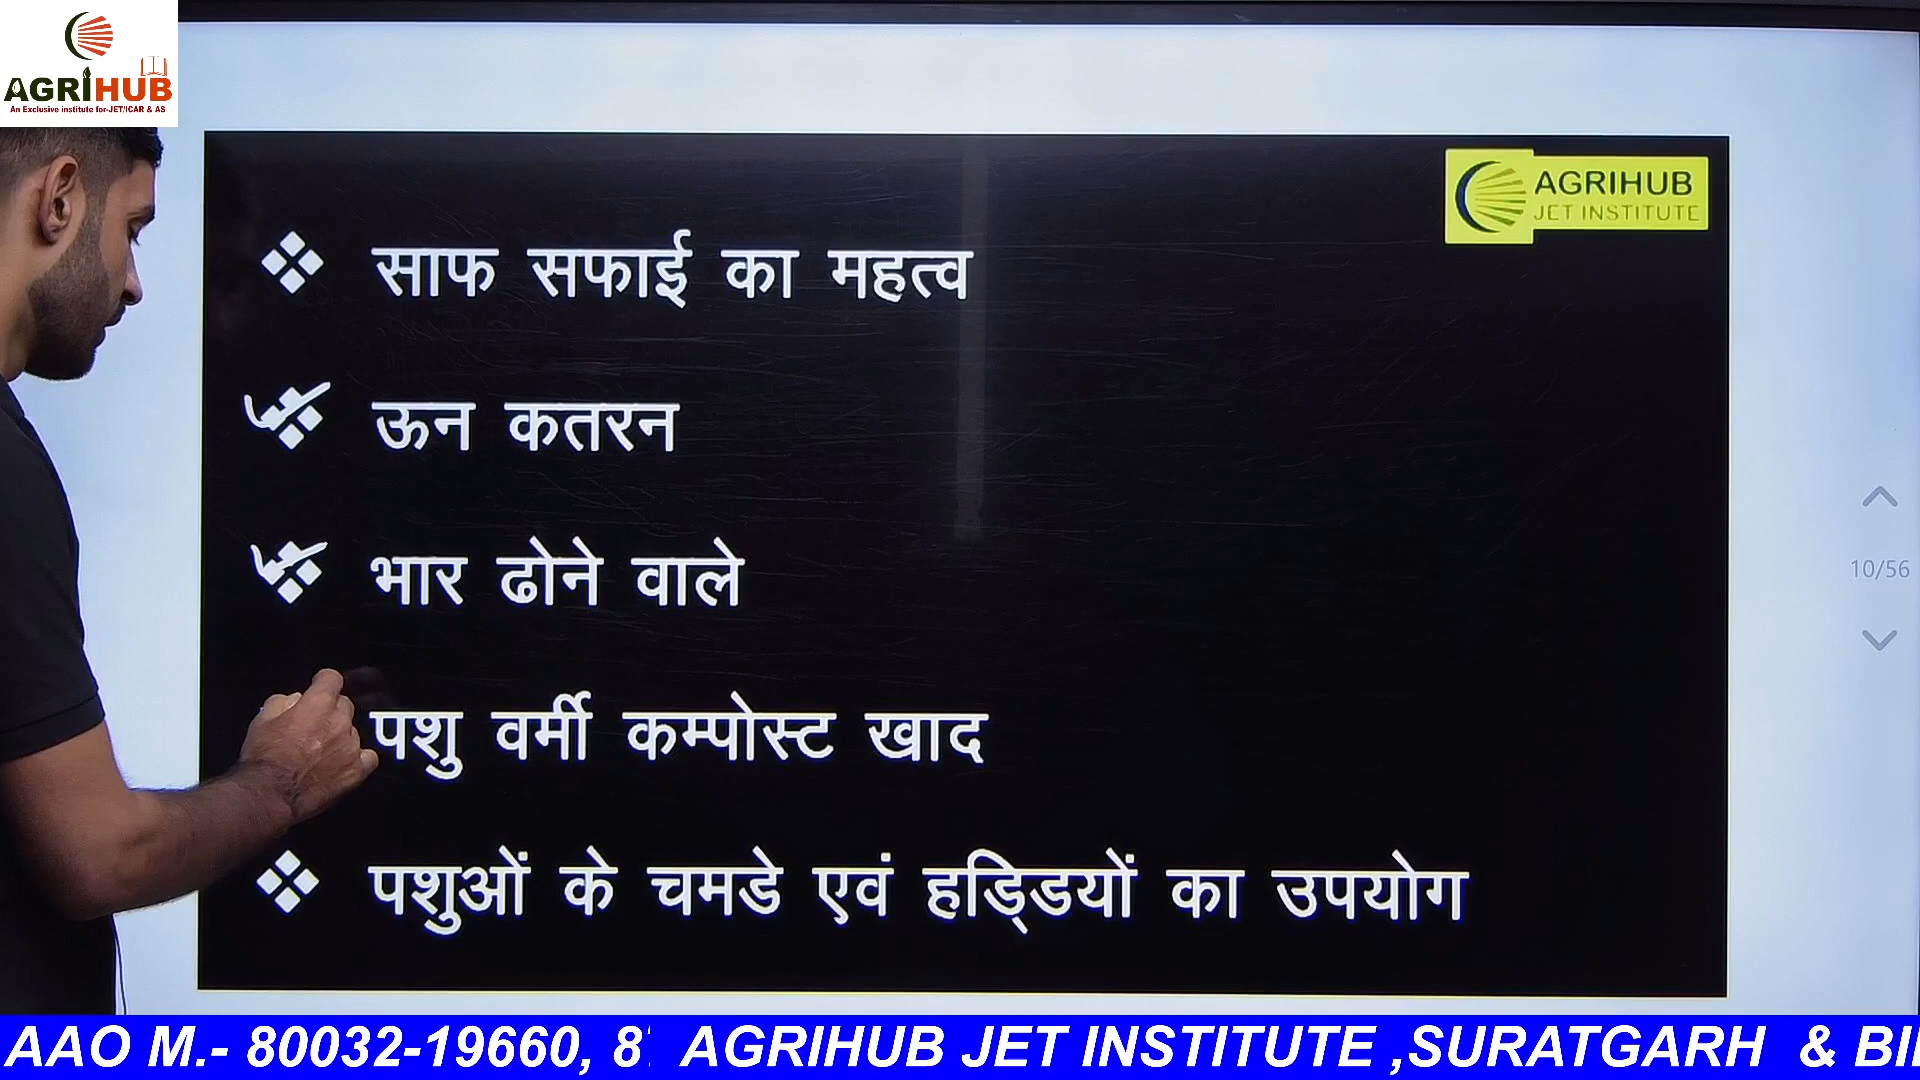 AGRIHUB
An Exclusive institute for-JET/ICAR & AS
AGRIHUB
JET INSTITUTE
साफ सफाई का महत्व
ऊन कतरन
भार ढोने वाले
पशु वर्मी कम्पोस्ट खाद
पशुओं के चमडे एवं हड्डियों का उपयोग
10/56
AAO M.- 80032-19660, 8 AGRIHUB JET INSTITUTE ,SURATGARH & BI